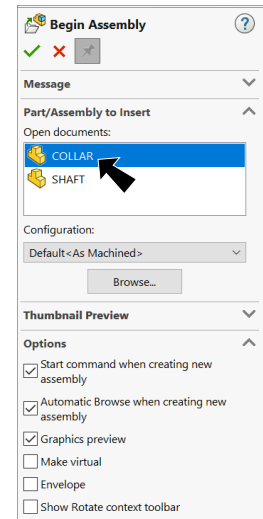 Begin Assembly
?
Message
Part/Assembly to Insert
Open documents:
COLLAR
SHAFT
Configuration:
Default<As Machined>
Browse...
Thumbnail Preview
Options
Start command when creating new
assembly
Automatic Browse when creating new
assembly
Graphics preview
Make virtual
Envelope
Show Rotate context toolbar